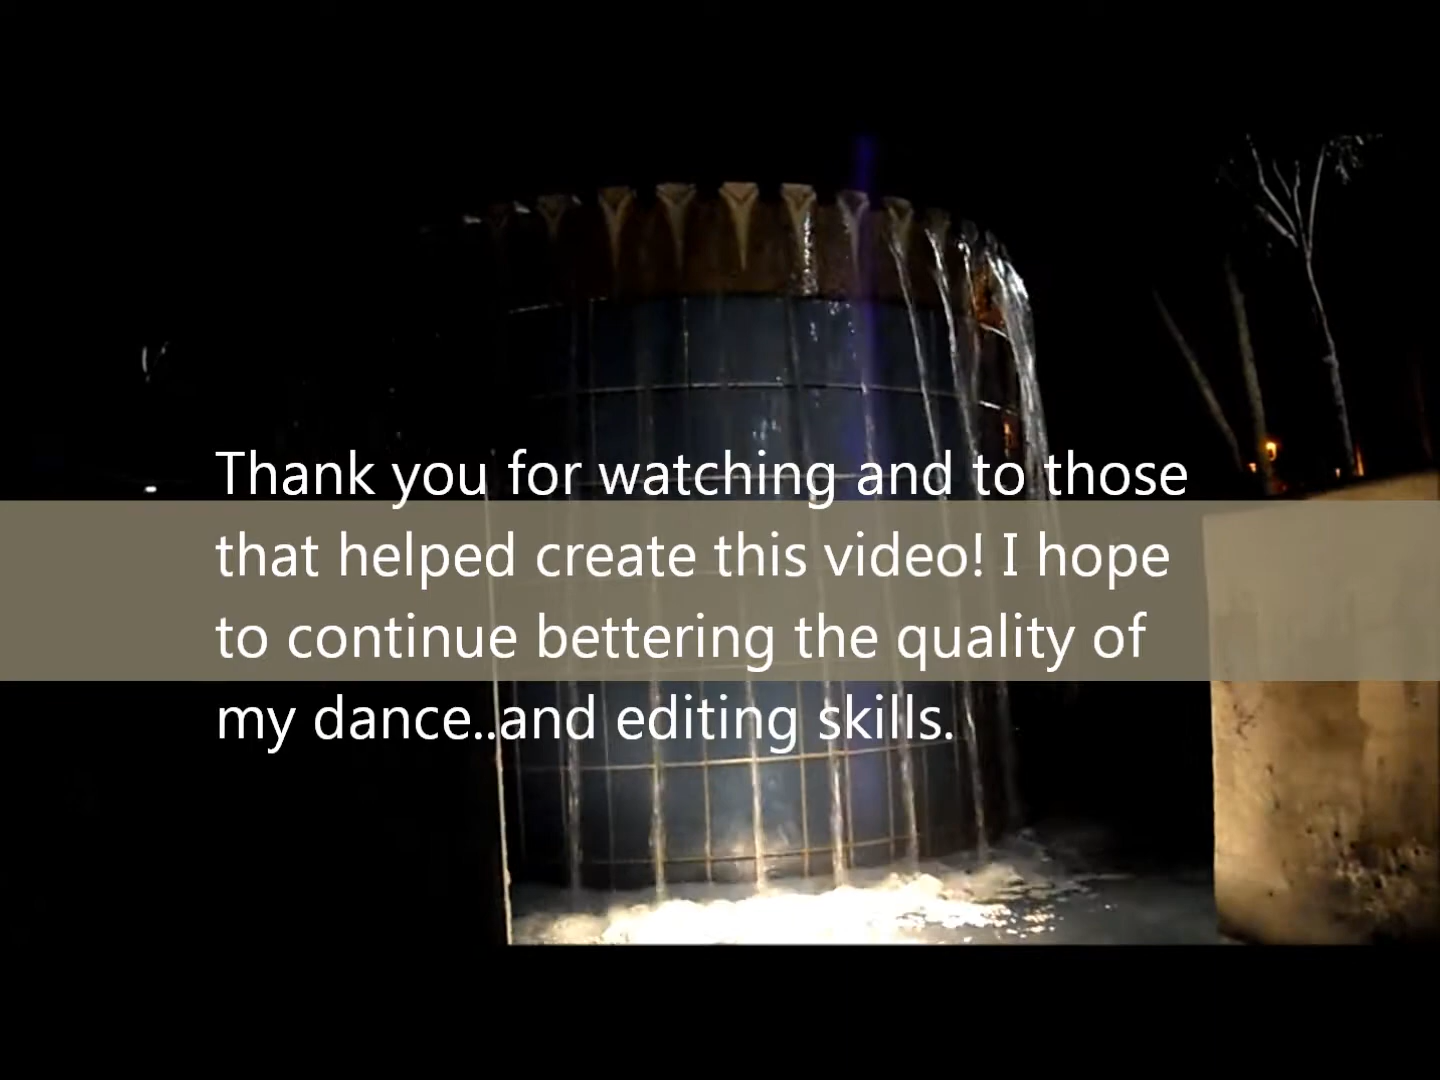 Thank you for watching and to those
that helped create this video! I hope
to continue bettering the quality of
my dance..and editing skills.